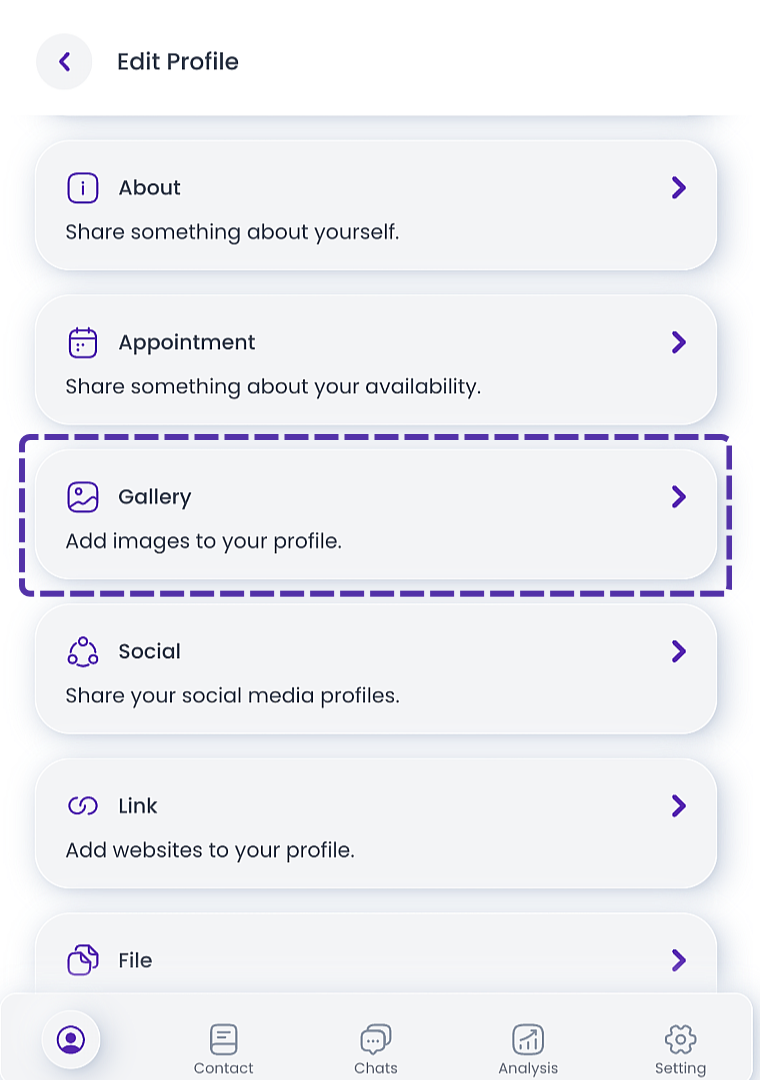 Edit Profile
About
Share something about yourself.
Appointment
Share something about your availability.
Gallery
Add images to your profile.
Social
Share your social media profiles.
Link
Add websites to your profile.
File
Contact
Chats
Analysis
Setting